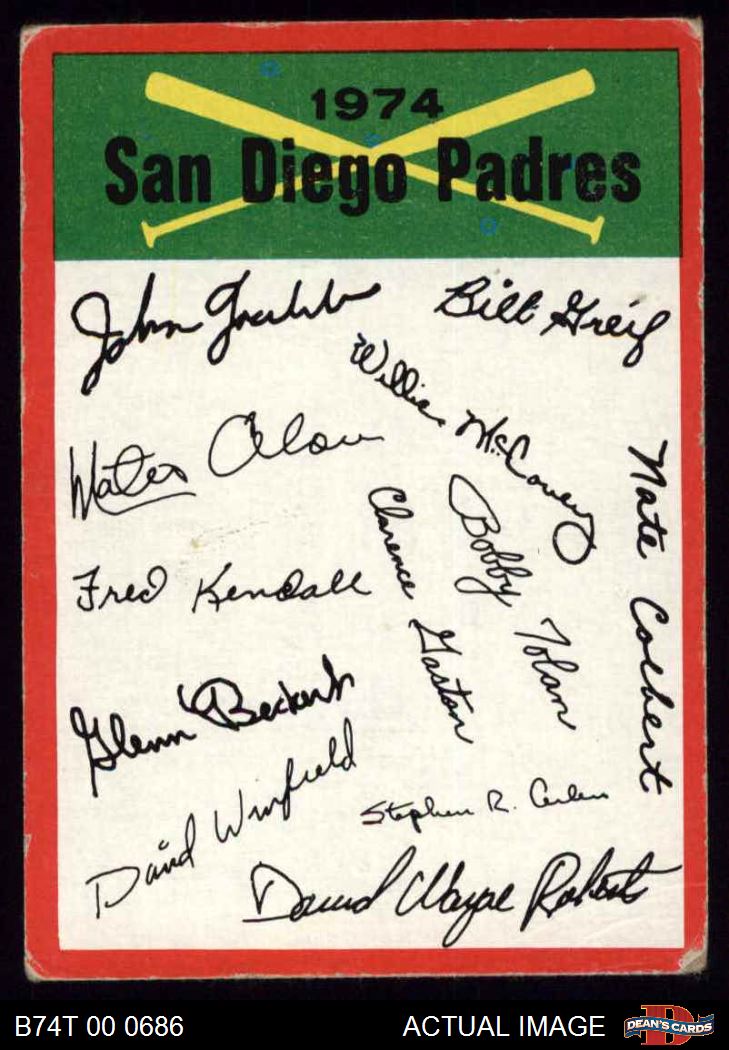 1974
San Diego Padres
John Grubb
Bill Greif
Willie McCovey
Mateo Alou
Nate Colbert
Clarence Gaston
Bobby Tolan
Fred Kendall
Glenn Beckert
David Winfield
Stephen R. Arlin
David Wayne Roberts
B74T 00 0686
ACTUAL IMAGE
DEAN'S CARDS